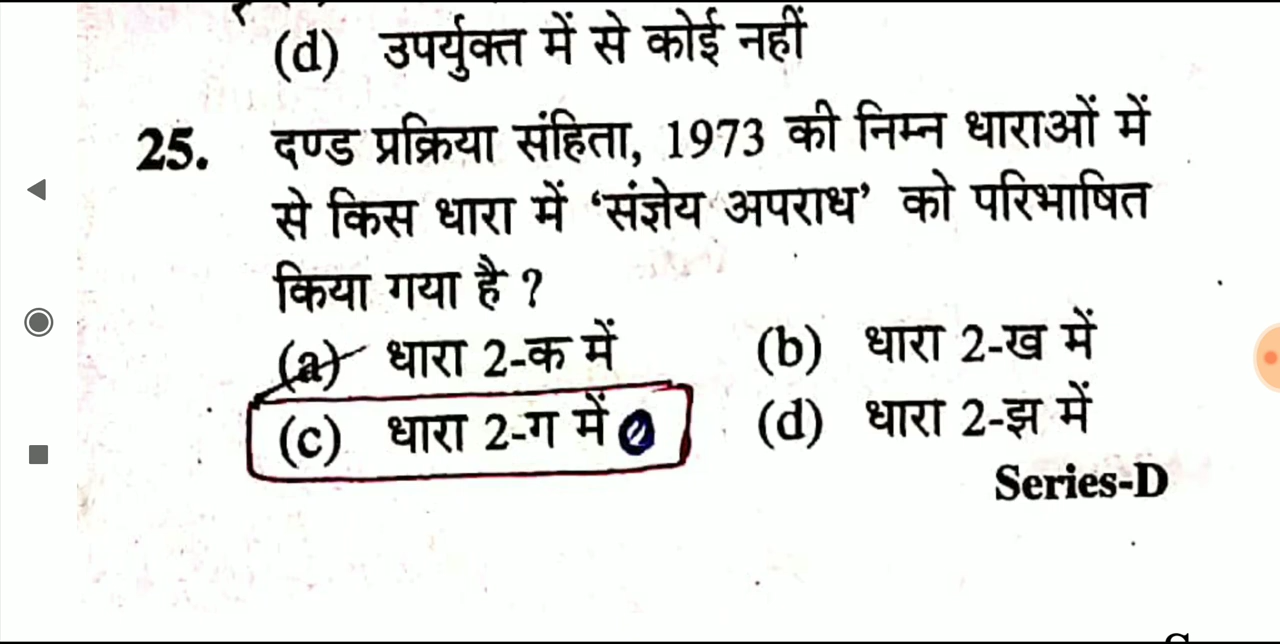 (d) उपर्युक्त में से कोई नहीं
25. दण्ड प्रक्रिया संहिता, 1973 की निम्न धाराओं में
से किस धारा में ‘संज्ञेय अपराध’ को परिभाषित
किया गया है ?
(a) धारा 2-क में (b) धारा 2-ख में
(c) धारा 2-ग में (d) धारा 2-झ में
Series-D